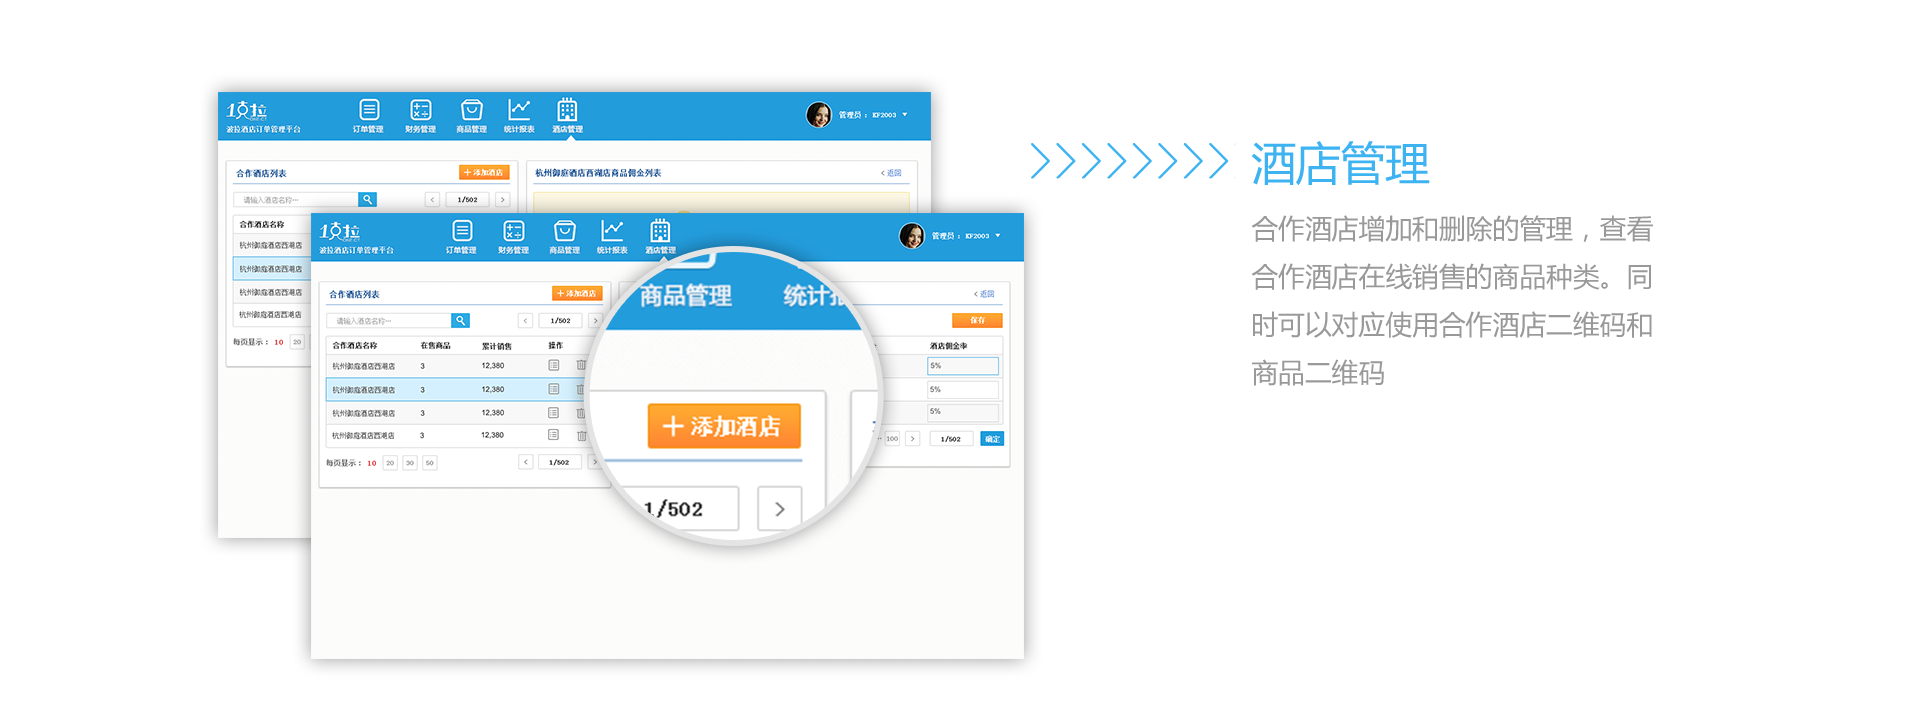 波拉酒店订单管理平台
订单管理 财务管理 商品管理 统计报表 酒店管理
管理员： KF2003
合作酒店列表
+ 添加酒店
杭州御庭酒店西湖店商品佣金列表
< 返回
请输入酒店名称...
< 1/502 >
合作酒店名称
杭州御庭酒店西湖店
杭州御庭酒店西湖店
杭州御庭酒店西湖店
杭州御庭酒店西湖店
每页显示： 10 20
波拉酒店订单管理平台
订单管理 财务管理 商品管理 统计报表 酒店管理
管理员： KF2003
合作酒店列表
+ 添加酒店
< 返回
请输入酒店名称...
< 1/502 >
保存
合作酒店名称 在售商品 累计销售 操作
酒店佣金率
杭州御庭酒店西湖店 3 12,380
5%
杭州御庭酒店西湖店 3 12,380
5%
杭州御庭酒店西湖店 3 12,380
5%
杭州御庭酒店西湖店 3 12,380
100 > 1/502 确定
每页显示： 10 20 30 50
< 1/502 >
商品管理 统计报
+ 添加酒店
1/502 >
酒店管理
合作酒店增加和删除的管理，查看
合作酒店在线销售的商品种类。同
时可以对应使用合作酒店二维码和
商品二维码